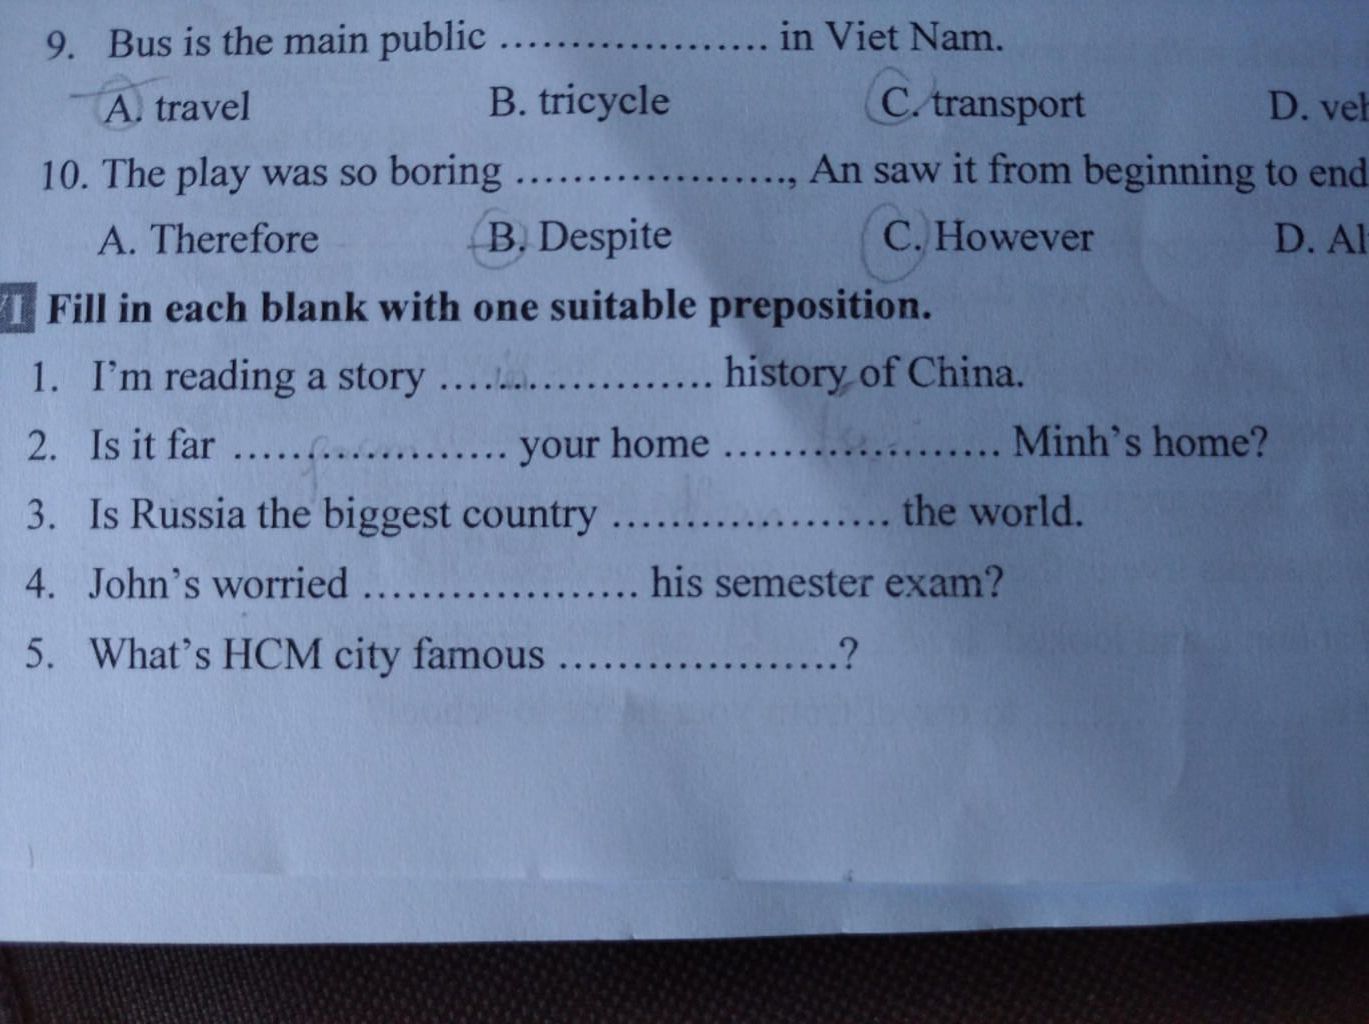 9. Bus is the main public ................... in Viet Nam.
A. travel B. tricycle C. transport D.
10. The play was so boring ..................., An saw it from beginning to end
A. Therefore B. Despite C. However D. Al
Fill in each blank with one suitable preposition.
1. I'm reading a story ................... history of China.
2. Is it far ................... your home ................... Minh's home?
3. Is Russia the biggest country ................... the world.
4. John's worried ................... his semester exam?
5. What's HCM city famous ...................?